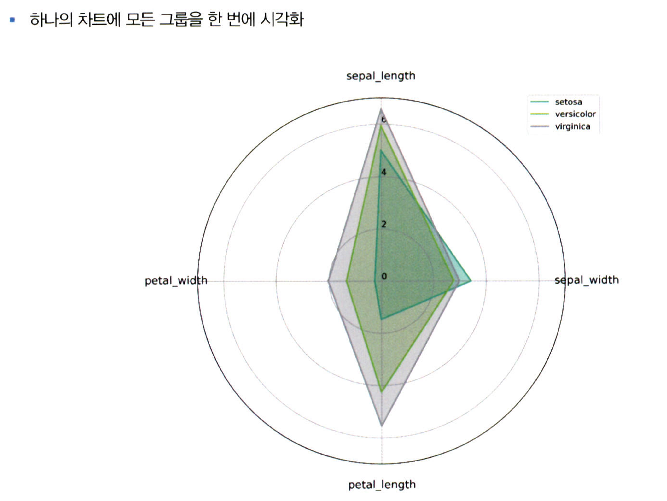 ▪ 하나의 차트에 모든 그룹을 한 번에 시각화
sepal_length
setosa
versicolor
virginica
6
4
2
0
petal_width
sepal_width
petal_length